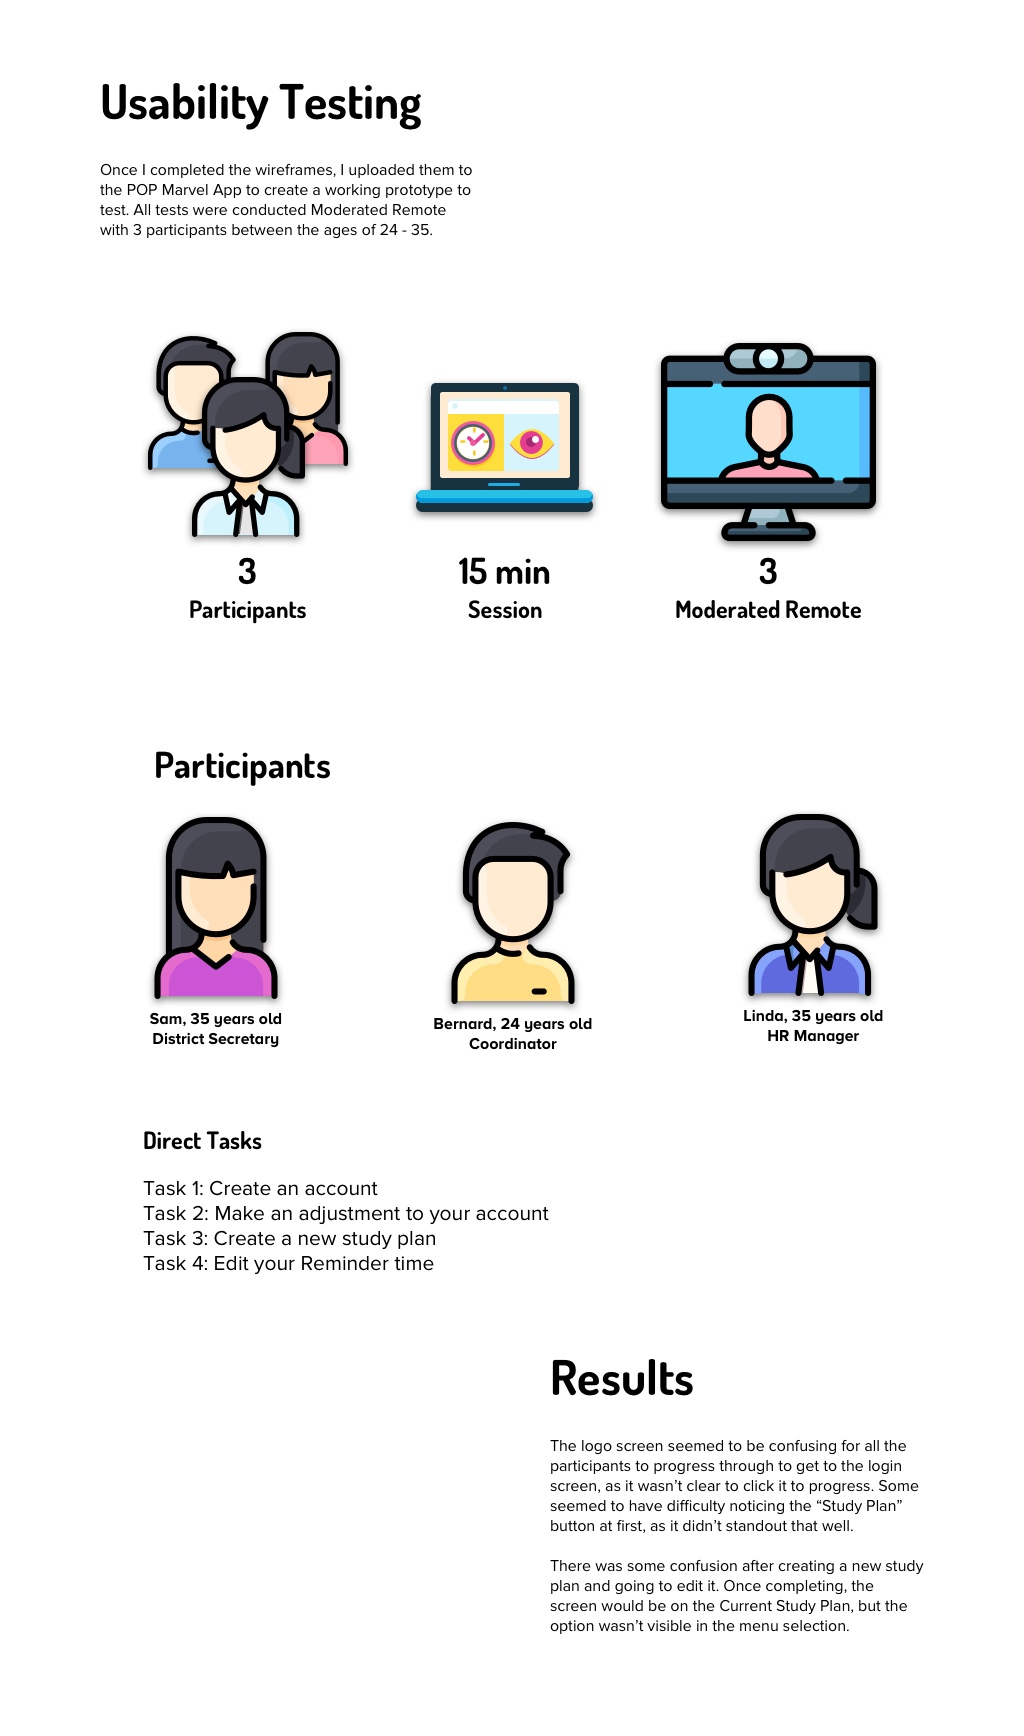 Usability Testing
Once I completed the wireframes, I uploaded them to
the POP Marvel App to create a working prototype to
test. All tests were conducted Moderated Remote
with 3 participants between the ages of 24 - 35.
3
Participants
15 min
Session
3
Moderated Remote
Participants
Sam, 35 years old
District Secretary
Bernard, 24 years old
Coordinator
Linda, 35 years old
HR Manager
Direct Tasks
Task 1: Create an account
Task 2: Make an adjustment to your account
Task 3: Create a new study plan
Task 4: Edit your Reminder time
Results
The logo screen seemed to be confusing for all the
participants to progress through to get to the login
screen, as it wasn’t clear to click it to progress. Some
seemed to have difficulty noticing the “Study Plan”
button at first, as it didn’t standout that well.
There was some confusion after creating a new study
plan and going to edit it. Once completing, the
screen would be on the Current Study Plan, but the
option wasn’t visible in the menu selection.